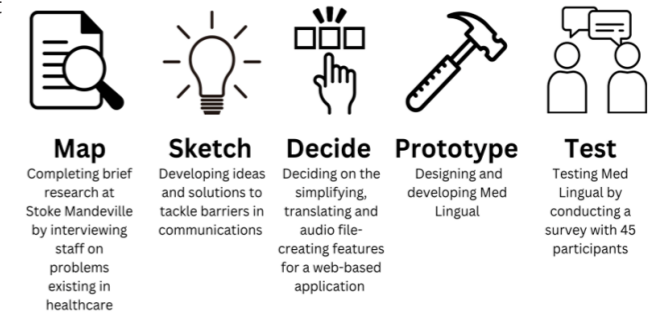 Map
Completing brief
research at
Stoke Mandeville
by interviewing
staff on
problems
existing in
healthcare
Sketch
Developing ideas
and solutions to
tackle barriers in
communications
Decide
Deciding on the
simplifying,
translating and
audio file-
creating features
for a web-based
application
Prototype
Designing and
developing Med
Lingual
Test
Testing Med
Lingual by
conducting a
survey with 45
participants